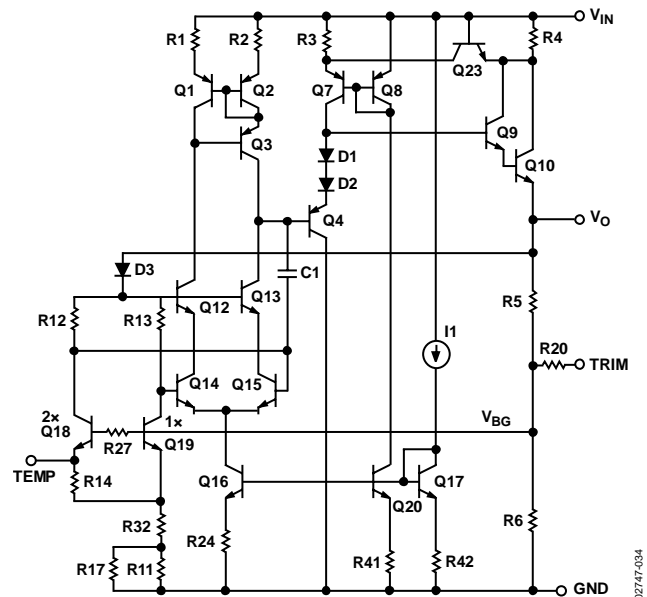 V_IN
R1
R2
R3
R4
Q23
Q1
Q2
Q7
Q8
Q9
Q3
Q10
D1
D2
Q4
V_O
D3
C1
Q12
Q13
R12
R13
R5
I1
R20
TRIM
Q14
Q15
2×
Q18
1×
Q19
R27
V_BG
TEMP
R14
Q16
Q20
Q17
R32
R24
R6
R17
R11
R41
R42
GND
02747-034